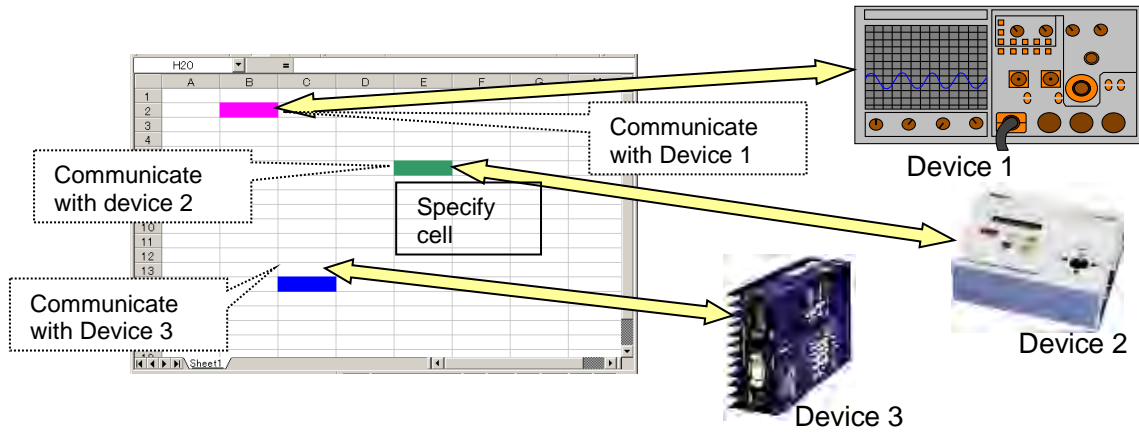 H20 =
A B C D E F G H
1
2
3
4
Communicate
with Device 1
Device 1
Communicate
with device 2
Specify
cell
10
11
12
13
Communicate
with Device 3
Device 2
Sheet1
Device 3